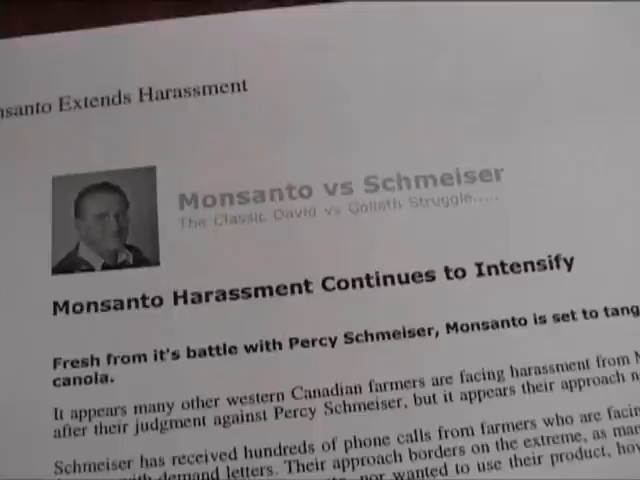 nsanto Extends Harassment
Monsanto vs Schmeiser
The Classic David vs Goliath Struggle.....
Monsanto Harassment Continues to Intensify
Fresh from it's battle with Percy Schmeiser, Monsanto is set to tang
canola.
It appears many other western Canadian farmers are facing harassment from M
after their judgment against Percy Schmeiser, but it appears their approach n
Schmeiser has received hundreds of phone calls from farmers who are facin
with demand letters. Their approach borders on the extreme, as man
nor wanted to use their product, how